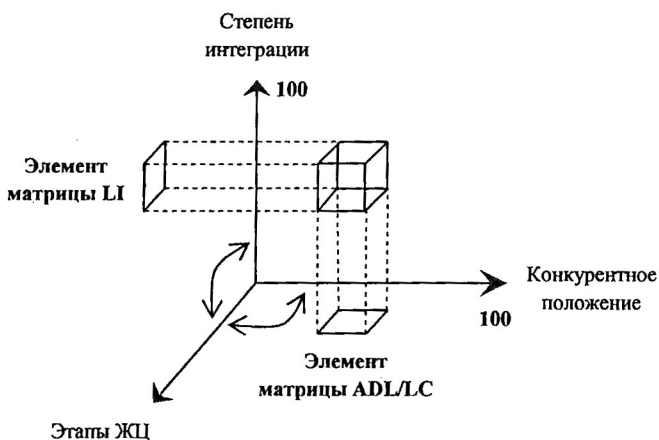 Степень
интеграции
100
Элемент
матрицы LI
Конкурентное
положение
100
Элемент
матрицы ADL/LC
Этапы ЖЦ